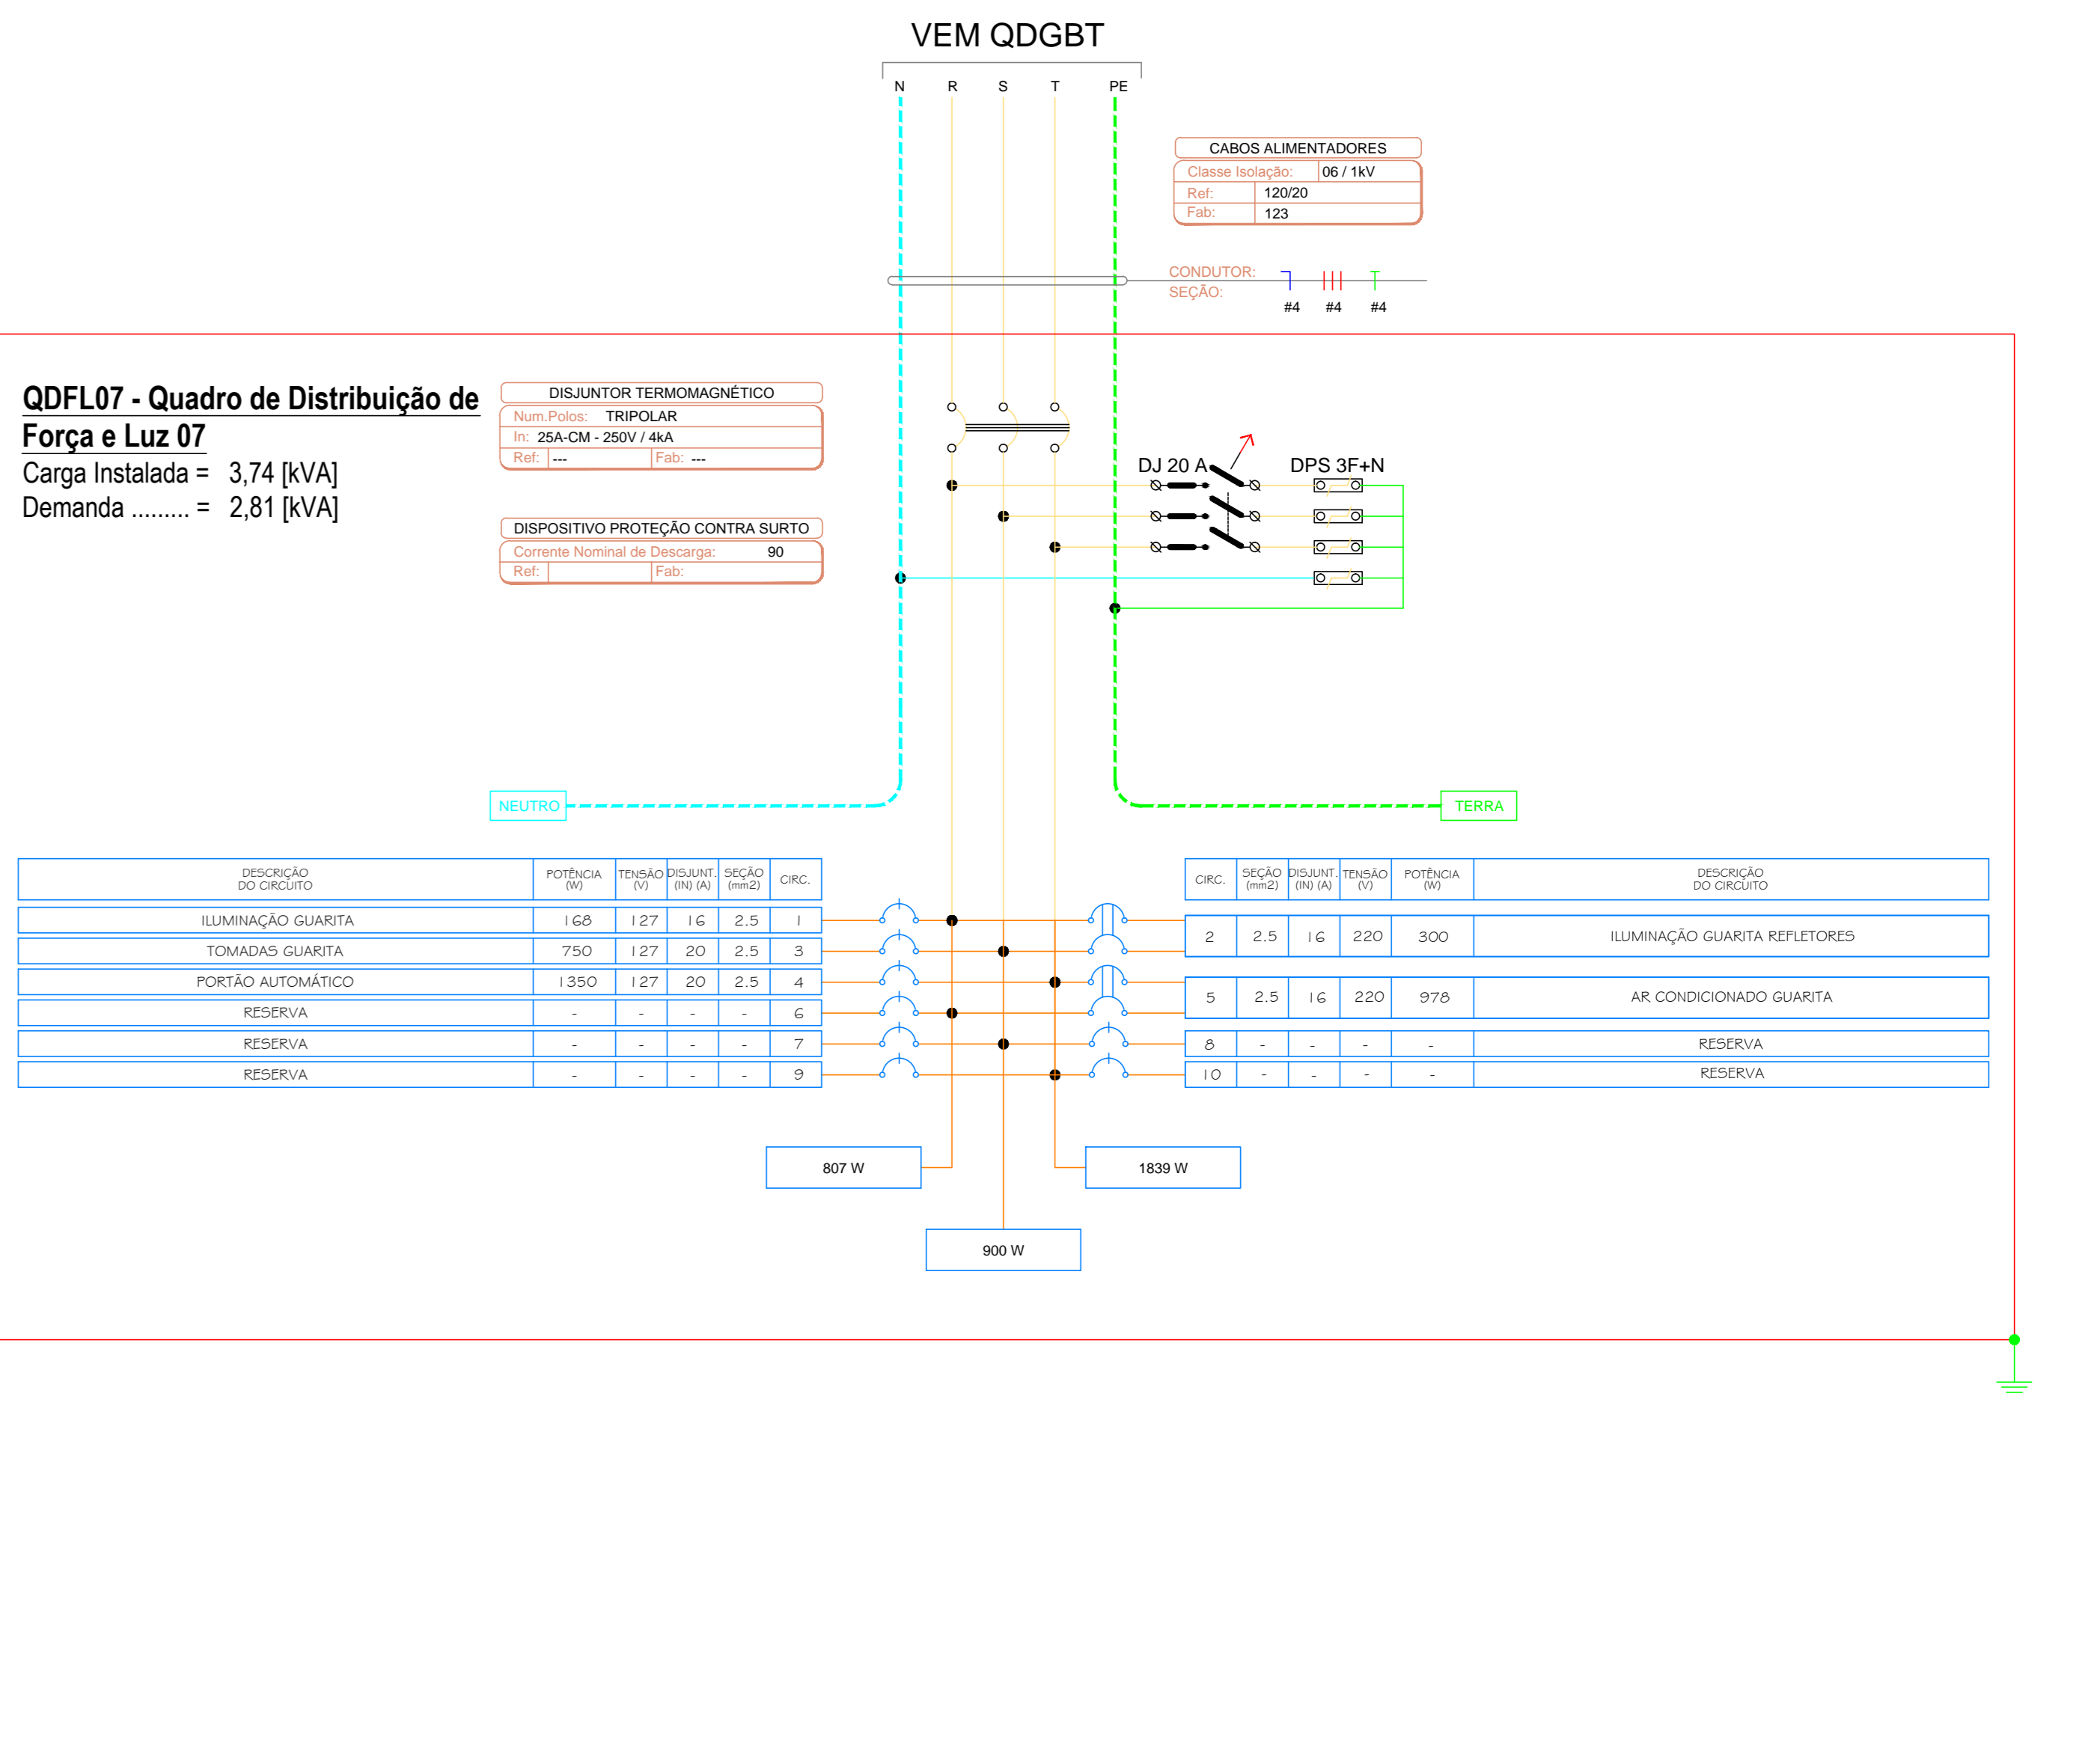 VEM QDGBT
N R S T PE
CABOS ALIMENTADORES
Classe Isolação: 06 / 1kV
Ref: 120/20
Fab: 123
CONDUTOR:
SEÇÃO:
#4 #4 #4
QDFL07 - Quadro de Distribuição de
Força e Luz 07
Carga Instalada = 3,74 [kVA]
Demanda ......... = 2,81 [kVA]
DISJUNTOR TERMOMAGNÉTICO
Num.Polos: TRIPOLAR
In: 25A-CM - 250V / 4kA
Ref: --- Fab: ---
DISPOSITIVO PROTEÇÃO CONTRA SURTO
Corrente Nominal de Descarga: 90
Ref: Fab:
DJ 20 A DPS 3F+N
NEUTRO
TERRA
DESCRIÇÃO DO CIRCUITO POTÊNCIA (W) TENSÃO (V) DISJUNT. (IN) (A) SEÇÃO (mm2) CIRC.
ILUMINAÇÃO GUARITA 168 127 16 2.5 1
TOMADAS GUARITA 750 127 20 2.5 3
PORTÃO AUTOMÁTICO 1350 127 20 2.5 4
RESERVA - - - - 6
RESERVA - - - - 7
RESERVA - - - - 9
CIRC. SEÇÃO (mm2) DISJUNT. (IN) (A) TENSÃO (V) POTÊNCIA (W) DESCRIÇÃO DO CIRCUITO
2 2.5 16 220 300 ILUMINAÇÃO GUARITA REFLETORES
5 2.5 16 220 978 AR CONDICIONADO GUARITA
8 - - - - RESERVA
10 - - - - RESERVA
807 W
1839 W
900 W